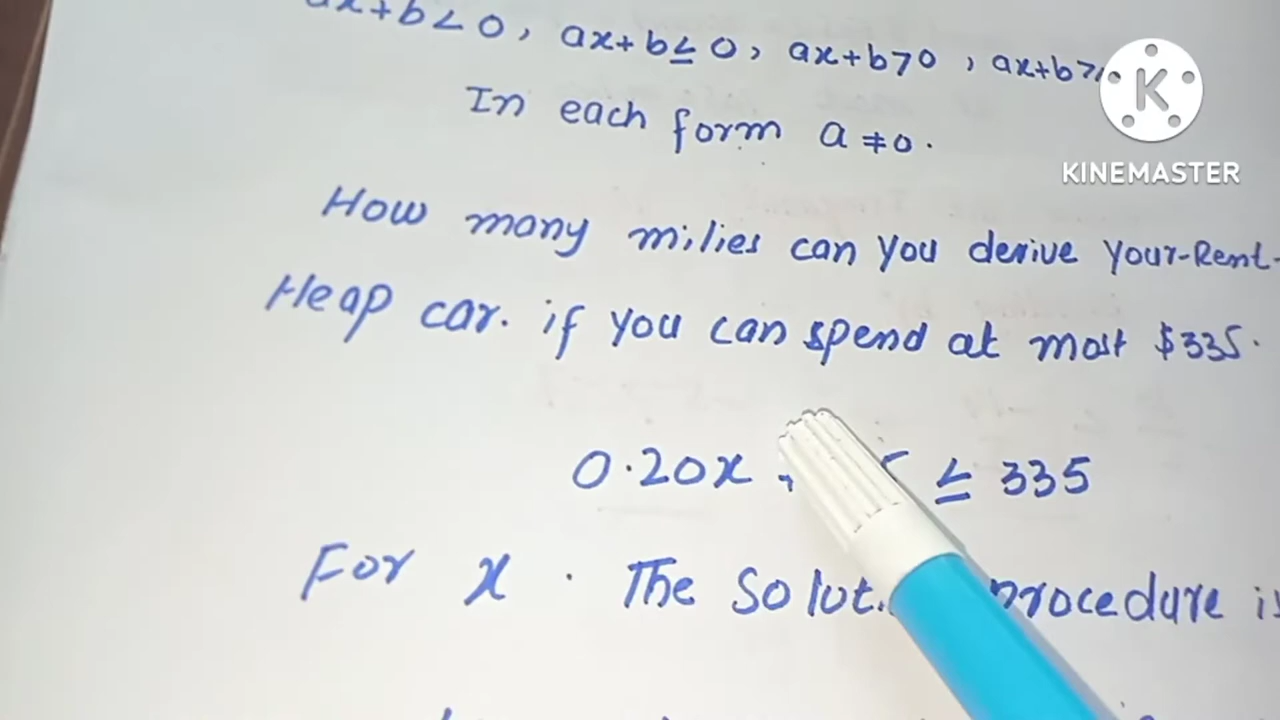 ax+b<0, ax+b≤0, ax+b>0, ax+b>
K
KINEMASTER
In each form a≠0.
How many milies can you derive your-Rent-
Heap car. if you can spend at most $335.
0.20x + ≤ 335
For x . The Solut procedure is